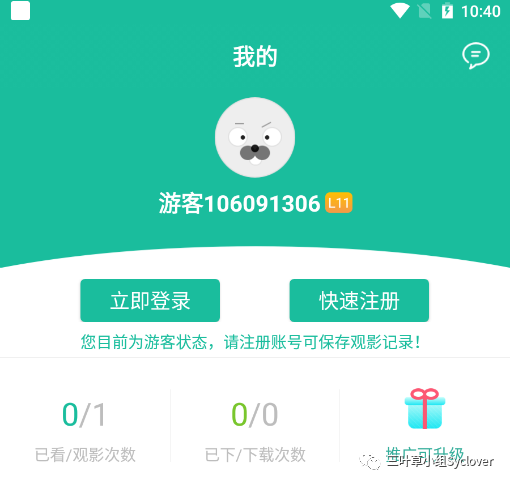 10:40
我的
游客106091306 L11
立即登录 快速注册
您目前为游客状态，请注册账号可保存观影记录！
0/1 0/0
已看/观影次数 已下/下载次数 推广可升级
三叶草小组Syclover